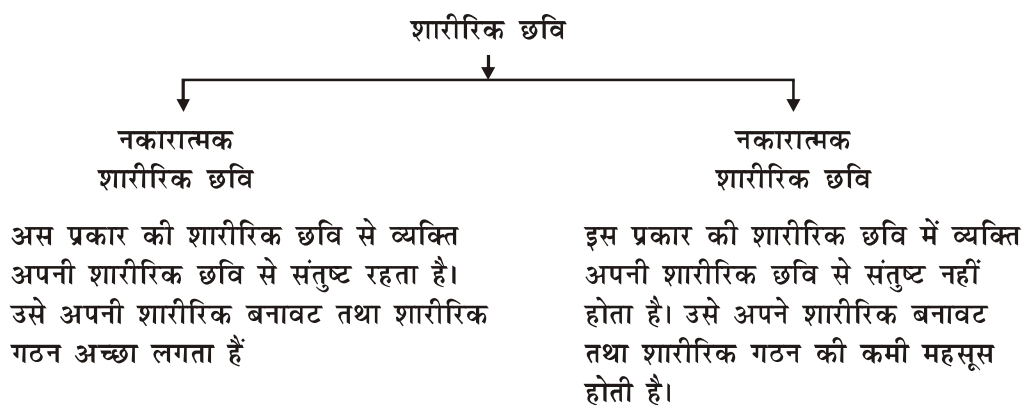 शारीरिक छवि
नकारात्मक
शारीरिक छवि
अस प्रकार की शारीरिक छवि से व्यक्ति
अपनी शारीरिक छवि से संतुष्ट रहता है।
उसे अपनी शारीरिक बनावट तथा शारीरिक
गठन अच्छा लगता हैं
नकारात्मक
शारीरिक छवि
इस प्रकार की शारीरिक छवि में व्यक्ति
अपनी शारीरिक छवि से संतुष्ट नहीं
होता है। उसे अपने शारीरिक बनावट
तथा शारीरिक गठन की कमी महसूस
होती है।